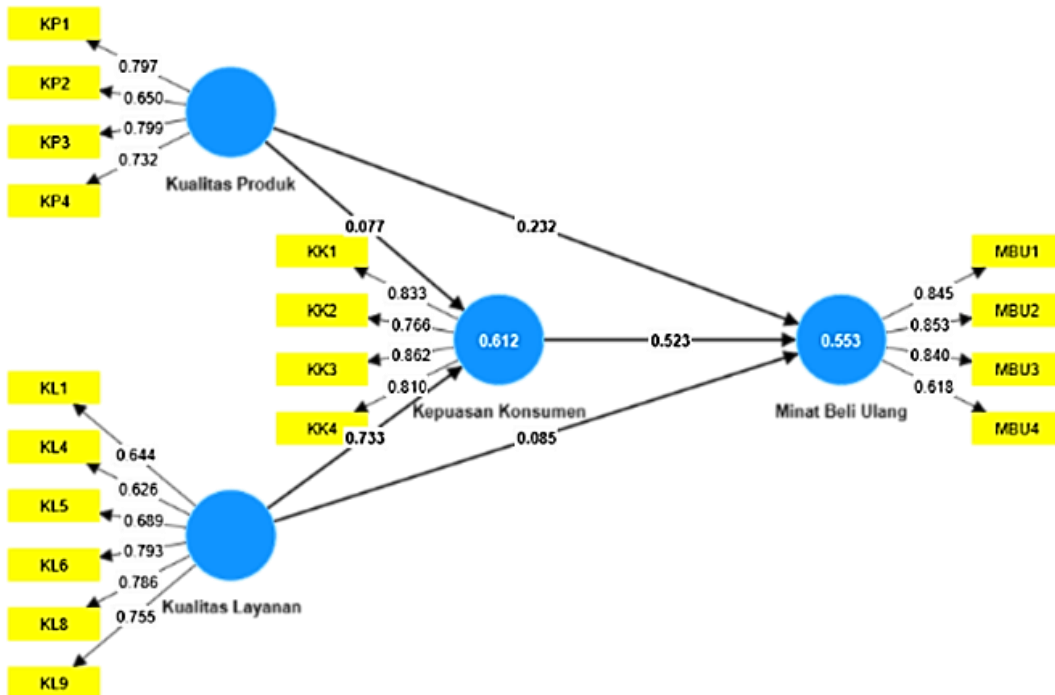 KP1
0.797
KP2
0.650
KP3
0.799
KP4
0.732
Kualitas Produk
0.077
0.232
KK1
0.833
KK2
0.766
KK3
0.862
KK4
0.810
0.612
Kepuasan Konsumen
0.523
0.553
Minat Beli Ulang
MBU1
0.845
MBU2
0.853
MBU3
0.840
MBU4
0.618
0.733
0.085
KL1
0.644
KL4
0.626
KL5
0.689
KL6
0.793
KL8
0.786
KL9
0.755
Kualitas Layanan